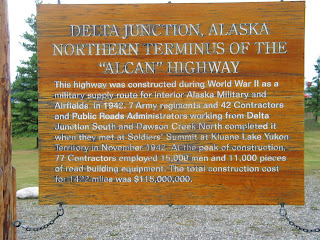 DELTA JUNCTION, ALASKA
NORTHERN TERMINUS OF THE
"ALCAN" HIGHWAY
This highway was constructed during World War II as a
military supply route for interior Alaska Military and
Airfields. In 1942, 7 Army regiments and 42 Contractors
and Public Roads Administrators working from Delta
Junction South and Dawson Creek North completed it
when they met at Soldiers' Summit at Kluane Lake Yukon
Territory in November 1942. At the peak of construction,
77 Contractors employed 15,000 men and 11,000 pieces
of road-building equipment. The total construction cost
for 1422 miles was $115,000,000.